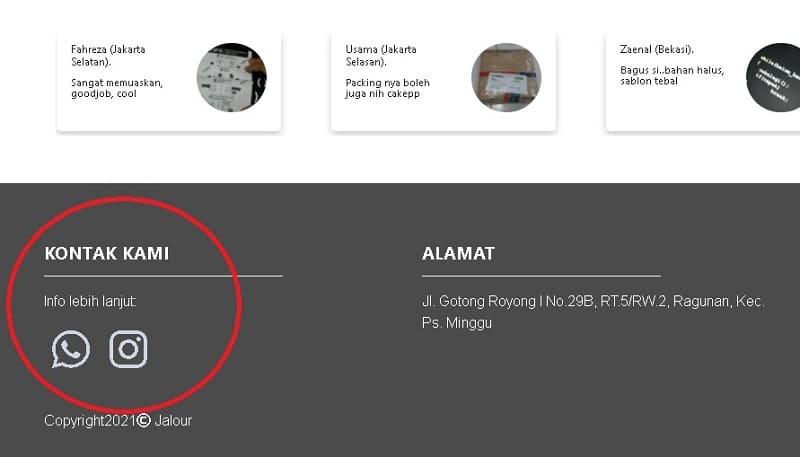 Fahreza (Jakarta
Selatan).
Sangat memuaskan,
goodjob, cool
Usama (Jakarta
Selasan).
Packing nya boleh
juga nih cakepp
Zaenal (Bekasi).
Bagus si..bahan halus,
sablon tebal
KONTAK KAMI
Info lebih lanjut:
ALAMAT
Jl. Gotong Royong I No.29B, RT.5/RW.2, Ragunan, Kec.
Ps. Minggu
Copyright2021© Jalour